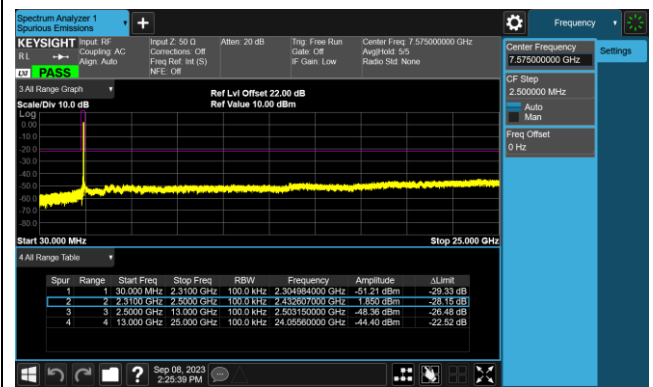 Spectrum Analyzer 1
Spurious Emissions
Frequency
KEYSIGHT Input: RF Input Z: 50 Ω Atten: 20 dB Trig: Free Run Center Freq: 7.575000000 GHz
RL Coupling: AC Corrections: Off Gate: Off Avg|Hold: 5/5
Align: Auto Freq Ref: Int (S) IF Gain: Low Radio Std: None
LXI PASS NFE: Off
Center Frequency
7.575000000 GHz
Settings
CF Step
2.500000 MHz
Auto
Man
Freq Offset
0 Hz
3 All Range Graph
Ref Lvl Offset 22.00 dB
Scale/Div 10.0 dB Ref Value 10.00 dBm
Log
0.00
-10.0
-20.0
-30.0
-40.0
-50.0
-60.0
-70.0
-80.0
Start 30.000 MHz Stop 25.000 GHz
4 All Range Table
Spur Range Start Freq Stop Freq RBW Frequency Amplitude ΔLimit
1 1 30.000 MHz 2.3100 GHz 100.0 kHz 2.304984000 GHz -51.21 dBm -29.33 dB
2 2 2.3100 GHz 2.5000 GHz 100.0 kHz 2.432607000 GHz 1.850 dBm -28.15 dB
3 3 2.5000 GHz 13.000 GHz 100.0 kHz 2.503150000 GHz -48.36 dBm -26.48 dB
4 4 13.000 GHz 25.000 GHz 100.0 kHz 24.05560000 GHz -44.40 dBm -22.52 dB
Sep 08, 2023
2:25:39 PM